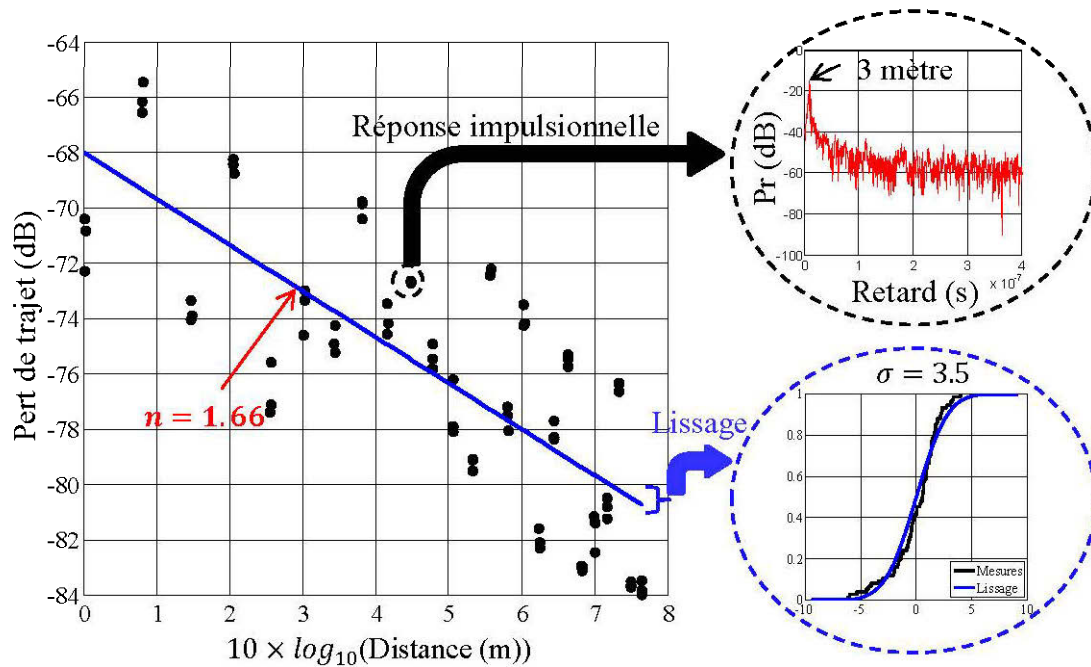 -64
-66
-68
-70
-72
-74
-76
-78
-80
-82
-84
Pert de trajet (dB)
0 1 2 3 4 5 6 7 8
10 × log₁₀(Distance (m))
n = 1.66
Réponse impulsionnelle
Lissage
3 mètre
0
-20
-40
-60
-80
-100
Pr (dB)
0 1 2 3 4
× 10⁻⁷
Retard (s)
σ = 3.5
1
0.8
0.6
0.4
0.2
0
-10 -5 0 5 10
Mesures
Lissage